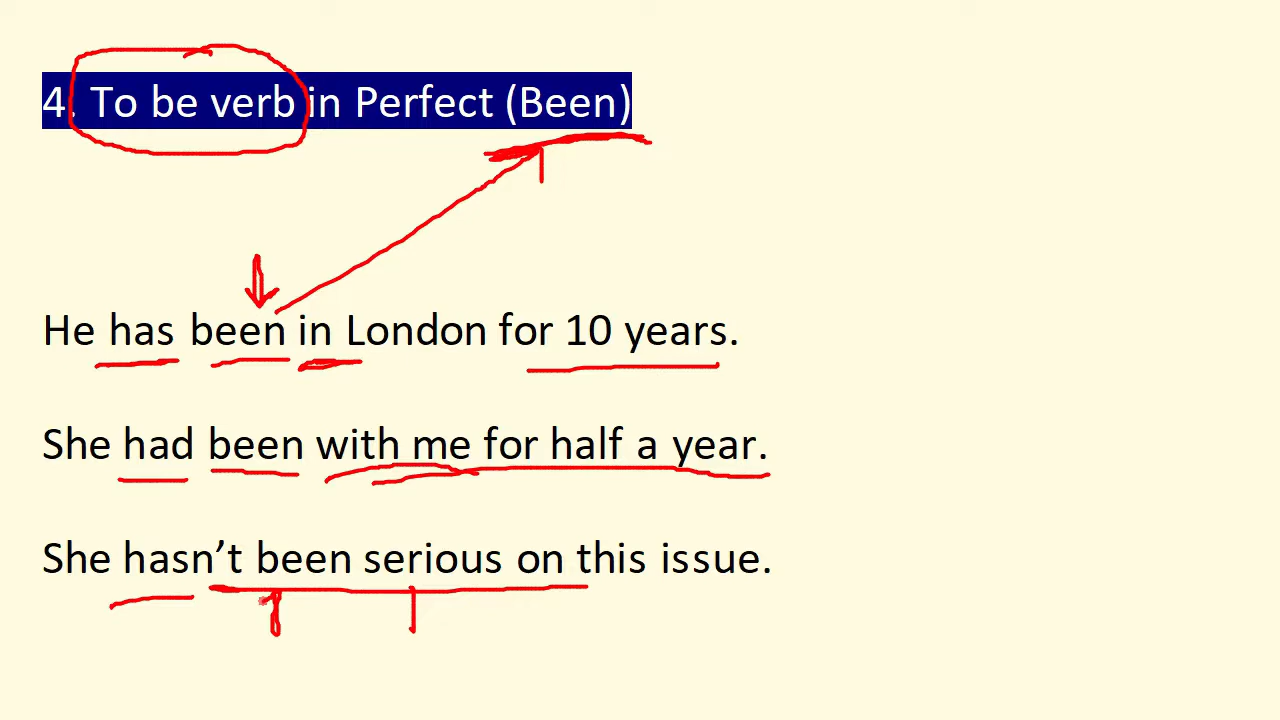 4. To be verb in Perfect (Been)
He has been in London for 10 years.
She had been with me for half a year.
She hasn’t been serious on this issue.